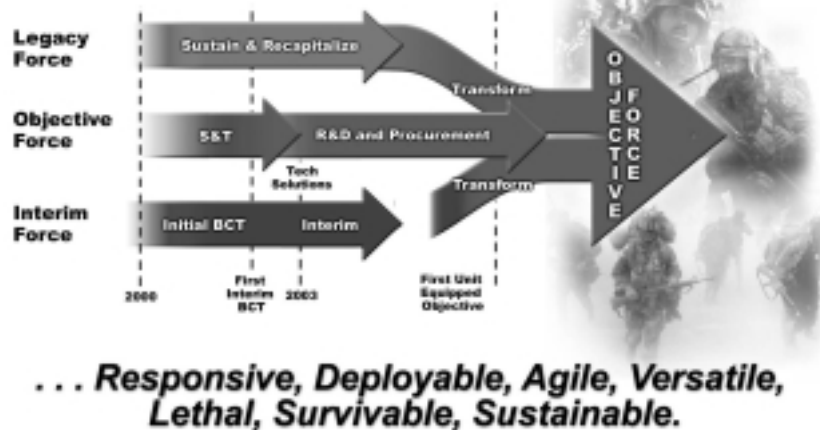 Legacy
Force
Sustain & Recapitalize
Transform
Objective
Force
S&T
R&D and Procurement
Tech
Solutions
Transform
Interim
Force
Initial BCT
Interim
OBJECTIVE
FORCE
2000
First
Interim
BCT
2003
First Unit
Equipped
Objective
. . . Responsive, Deployable, Agile, Versatile,
Lethal, Survivable, Sustainable.